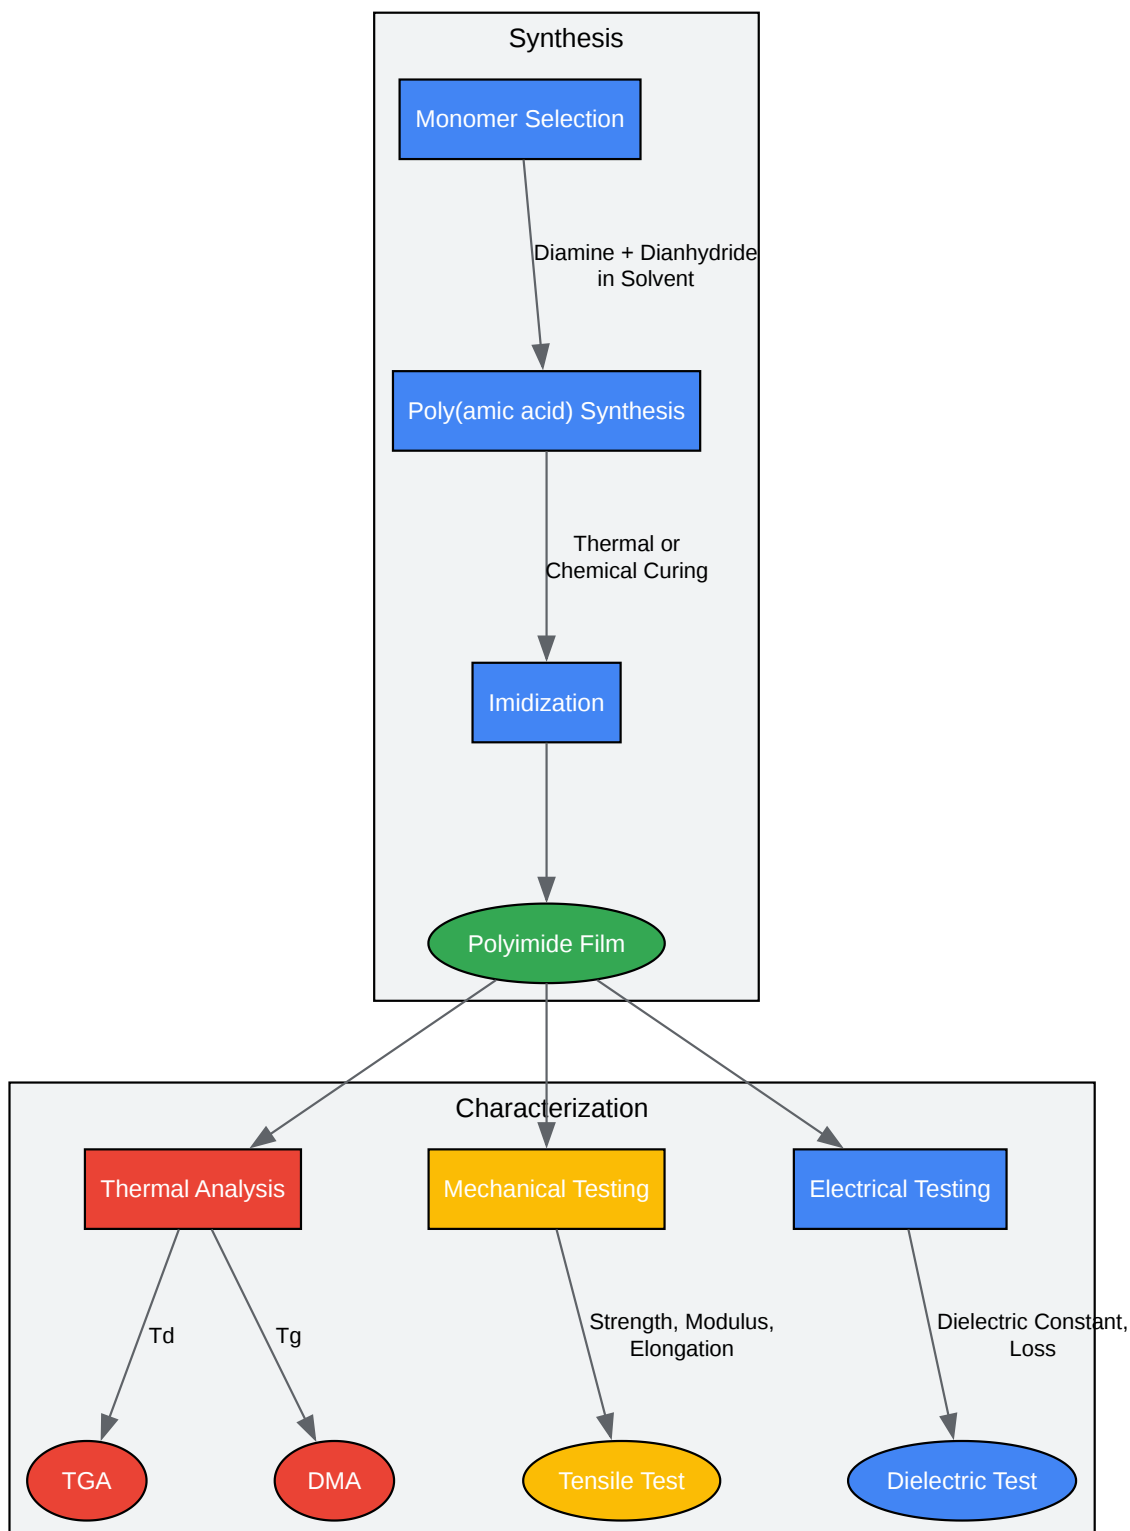 Synthesis
Monomer Selection
Diamine + Dianhydride
in Solvent
Poly(amic acid) Synthesis
Thermal or
Chemical Curing
Imidization
Polyimide Film
Characterization
Thermal Analysis
Mechanical Testing
Electrical Testing
Td
Tg
Strength, Modulus,
Elongation
Dielectric Constant,
Loss
TGA
DMA
Tensile Test
Dielectric Test